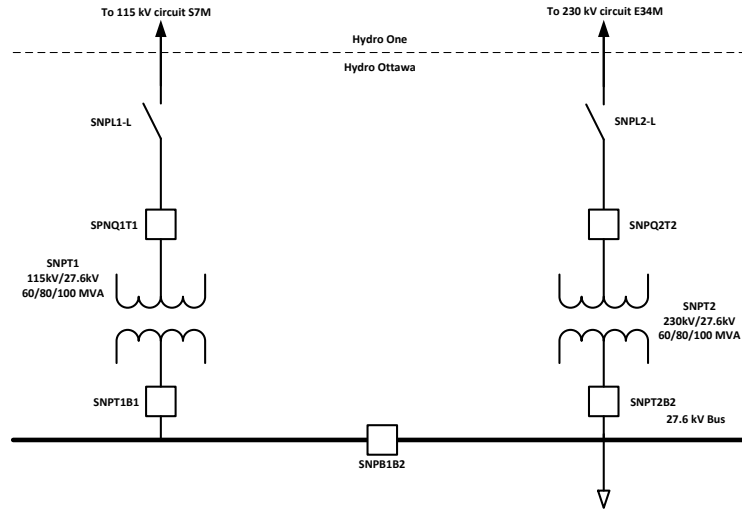 To 115 kV circuit S7M
To 230 kV circuit E34M
Hydro One
Hydro Ottawa
SNPL1-L
SNPL2-L
SPNQ1T1
SNPQ2T2
SNPT1
115kV/27.6kV
60/80/100 MVA
SNPT2
230kV/27.6kV
60/80/100 MVA
SNPT1B1
SNPT2B2
27.6 kV Bus
SNPB1B2